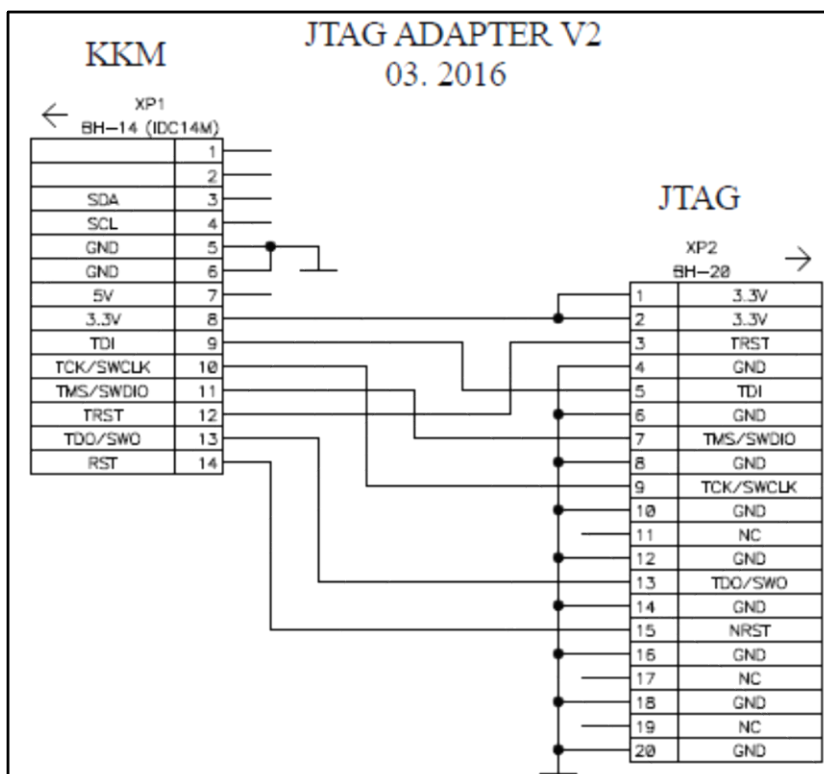 KKM
JTAG ADAPTER V2
03. 2016
XP1
BH-14 (IDC14M)
1
2
SDA 3
SCL 4
GND 5
GND 6
5V 7
3.3V 8
TDI 9
TCK/SWCLK 10
TMS/SWDIO 11
TRST 12
TDO/SWO 13
RST 14
JTAG
XP2
BH-20
1 3.3V
2 3.3V
3 TRST
4 GND
5 TDI
6 GND
7 TMS/SWDIO
8 GND
9 TCK/SWCLK
10 GND
11 NC
12 GND
13 TDO/SWO
14 GND
15 NRST
16 GND
17 NC
18 GND
19 NC
20 GND